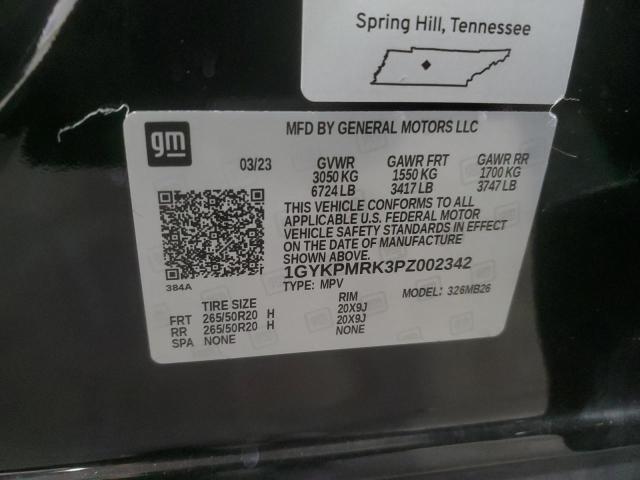 Spring Hill, Tennessee
gm
MFD BY GENERAL MOTORS LLC
03/23 GVWR GAWR FRT GAWR RR
3050 KG 1550 KG 1700 KG
6724 LB 3417 LB 3747 LB
THIS VEHICLE CONFORMS TO ALL
APPLICABLE U.S. FEDERAL MOTOR
VEHICLE SAFETY STANDARDS IN EFFECT
ON THE DATE OF MANUFACTURE
SHOWN ABOVE.
1GYKPMRK3PZ002342
384A
TYPE: MPV MODEL: 326MB26
TIRE SIZE RIM
FRT 265/50R20 H 20X9J
RR 265/50R20 H 20X9J
SPA NONE NONE